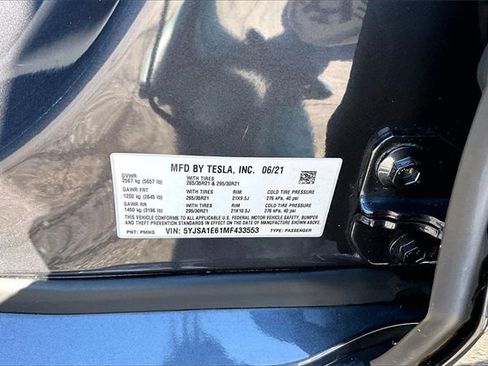 MFD BY TESLA, INC. 06/21
GVWR WITH TIRES
2567 kg (5657 lb) 265/35R21 & 295/30R21
GAWR FRT WITH TIRES RIM COLD TIRE PRESSURE
1200 kg (2645 lb) 265/35R21 21X9.5J 276 kPa, 40 psi
GAWR RR WITH TIRES RIM COLD TIRE PRESSURE
1450 kg (3196 lb) 295/30R21 21X10.5J 276 kPa, 40 psi
THIS VEHICLE CONFORMS TO ALL APPLICABLE U.S. FEDERAL MOTOR VEHICLE SAFETY, BUMPER,
AND THEFT PREVENTION STANDARDS IN EFFECT ON THE DATE OF MANUFACTURE SHOWN ABOVE.
PNT: PMNG VIN: 5YJSA1E61MF433553 TYPE: PASSENGER